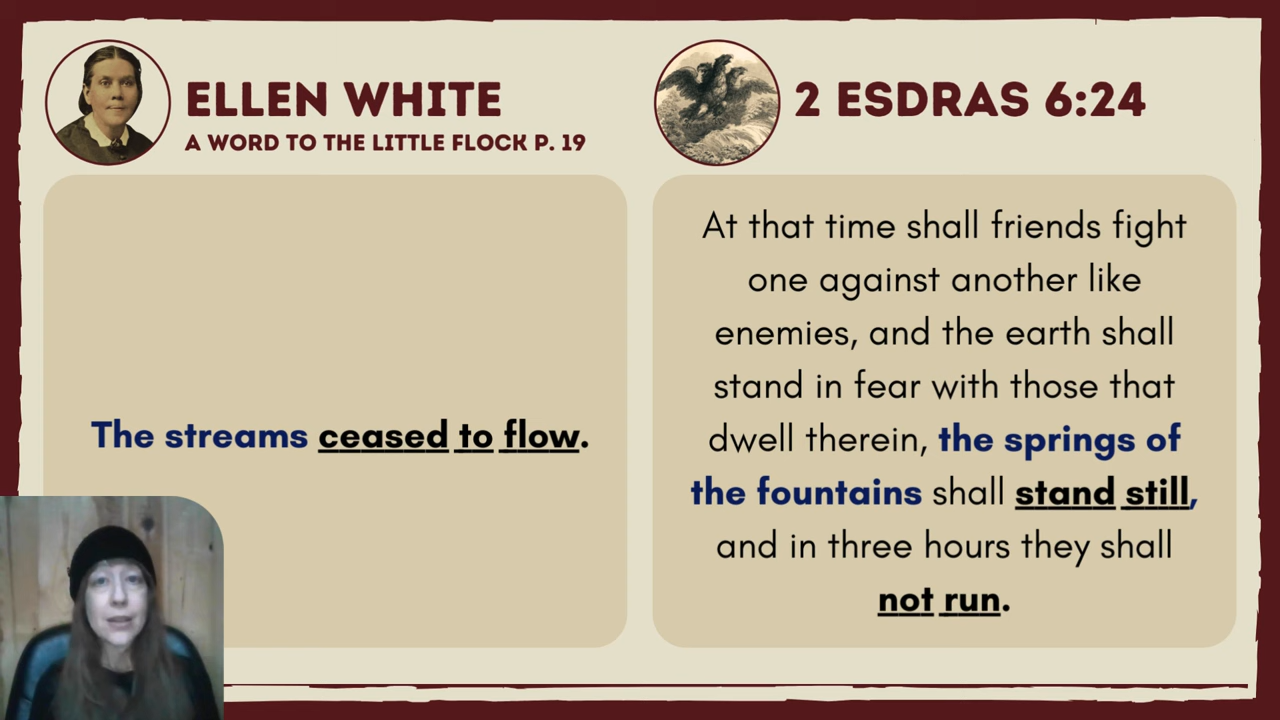 ELLEN WHITE
A WORD TO THE LITTLE FLOCK P. 19
The streams ceased to flow.
2 ESDRAS 6:24
At that time shall friends fight
one against another like
enemies, and the earth shall
stand in fear with those that
dwell therein, the springs of
the fountains shall stand still,
and in three hours they shall
not run.